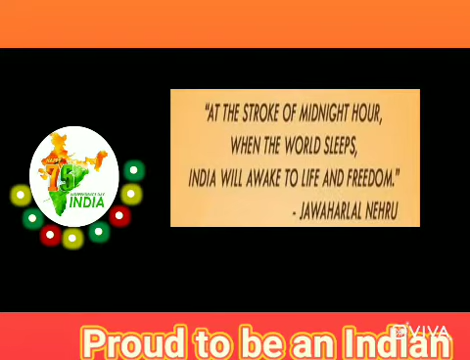 "AT THE STROKE OF MIDNIGHT HOUR,
WHEN THE WORLD SLEEPS,
INDIA WILL AWAKE TO LIFE AND FREEDOM."
- JAWAHARLAL NEHRU
75
INDIA
VIVA
Proud to be an Indian